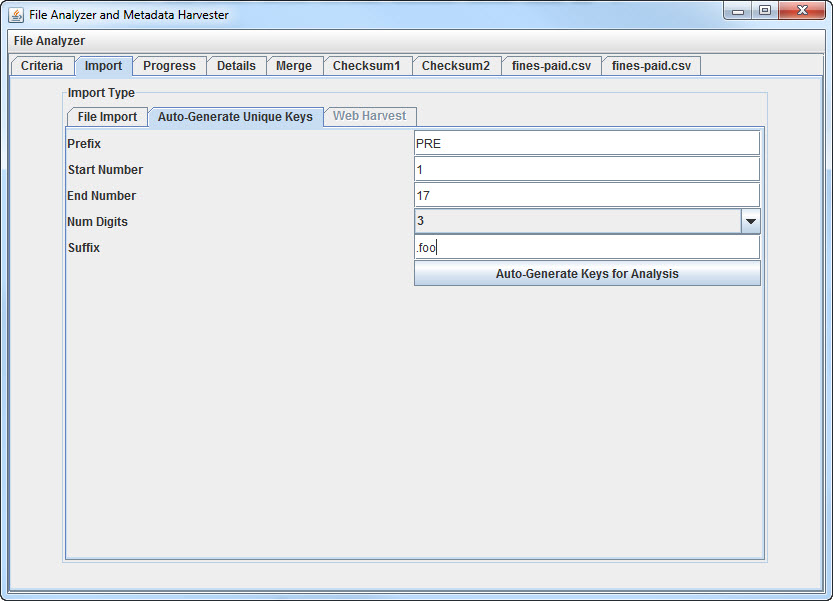 File Analyzer and Metadata Harvester
File Analyzer
Criteria Import Progress Details Merge Checksum1 Checksum2 fines-paid.csv fines-paid.csv
Import Type
File Import Auto-Generate Unique Keys Web Harvest
Prefix PRE
Start Number 1
End Number 17
Num Digits 3
Suffix .foo
Auto-Generate Keys for Analysis